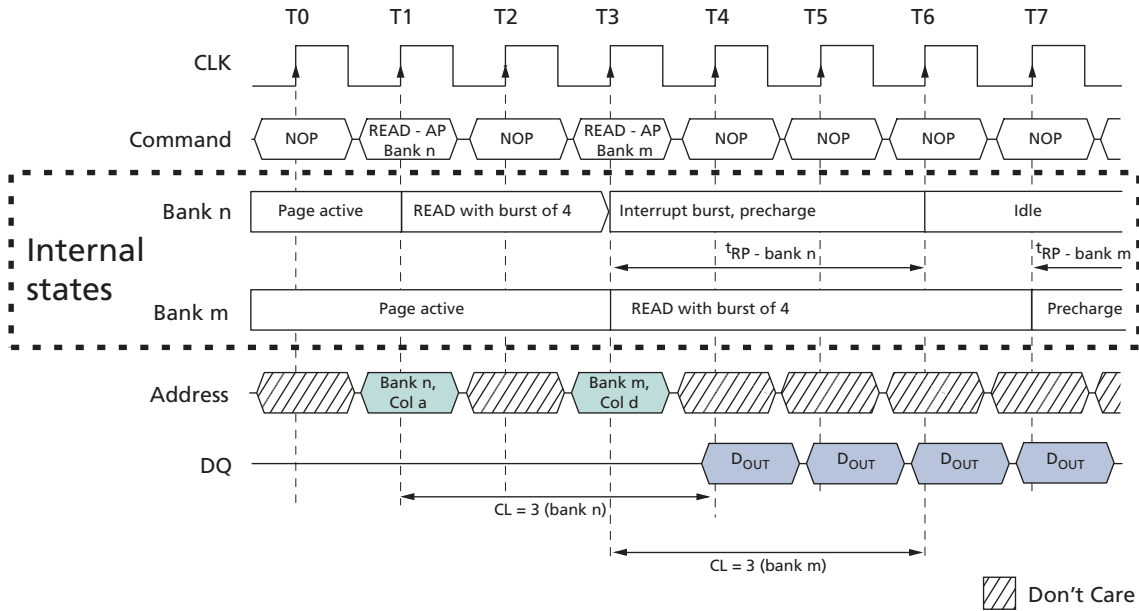 T0 T1 T2 T3 T4 T5 T6 T7
CLK
Command NOP READ - AP Bank n NOP READ - AP Bank m NOP NOP NOP NOP
Bank n Page active READ with burst of 4 Interrupt burst, precharge Idle
Internal states
tRP - bank n tRP - bank m
Bank m Page active READ with burst of 4 Precharge
Address Bank n, Col a Bank m, Col d
DQ DOUT DOUT DOUT DOUT
CL = 3 (bank n)
CL = 3 (bank m)
Don't Care